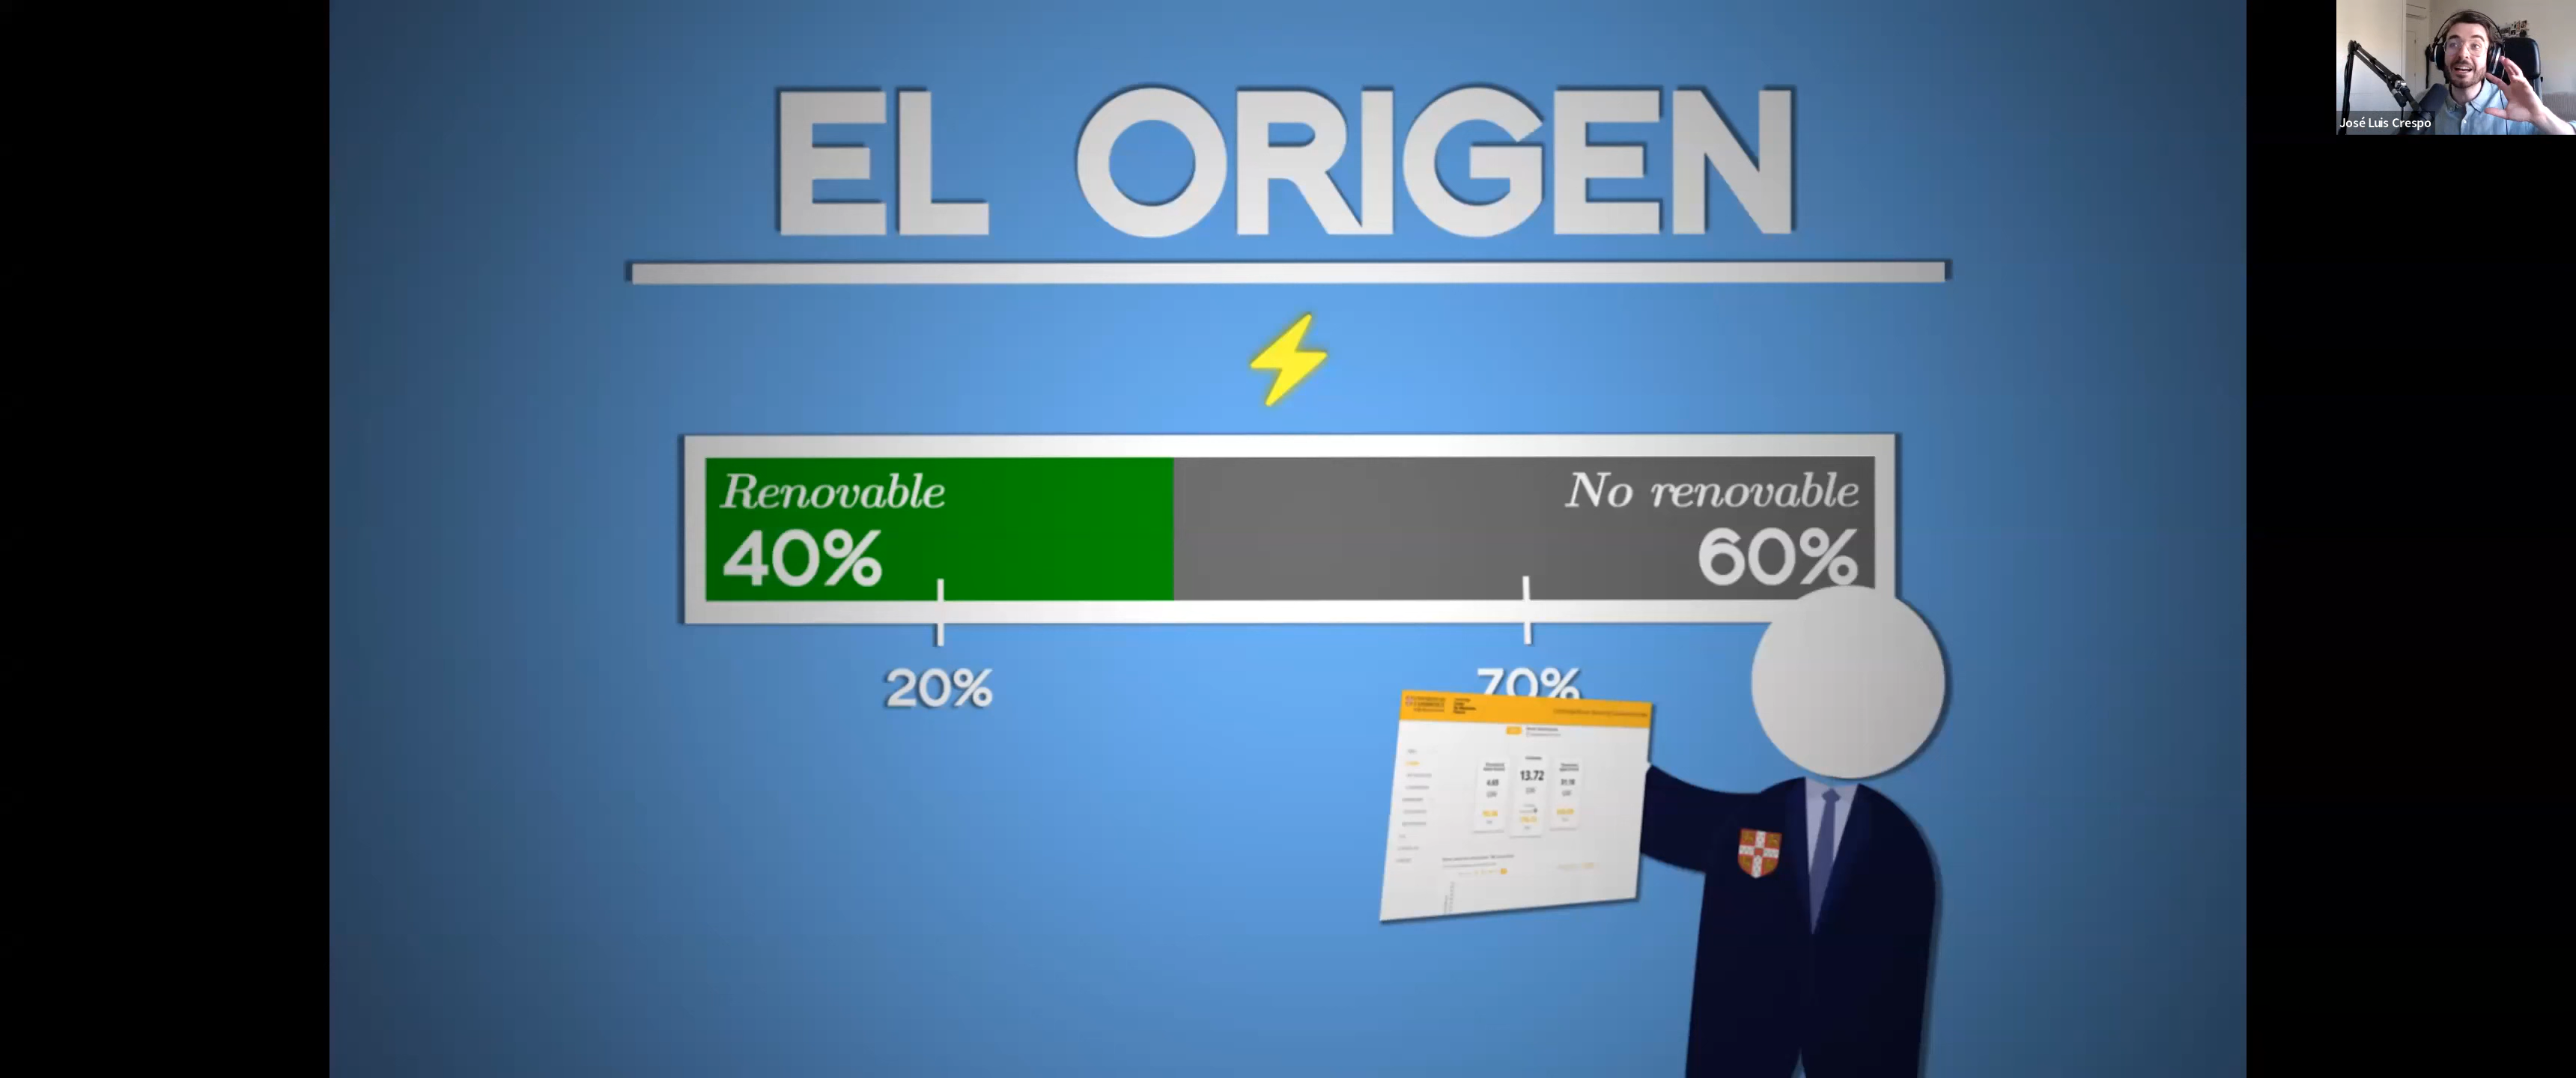 EL ORIGEN
José Luis Crespo
Renovable
No renovable
40%
60%
20%
70%
13.72